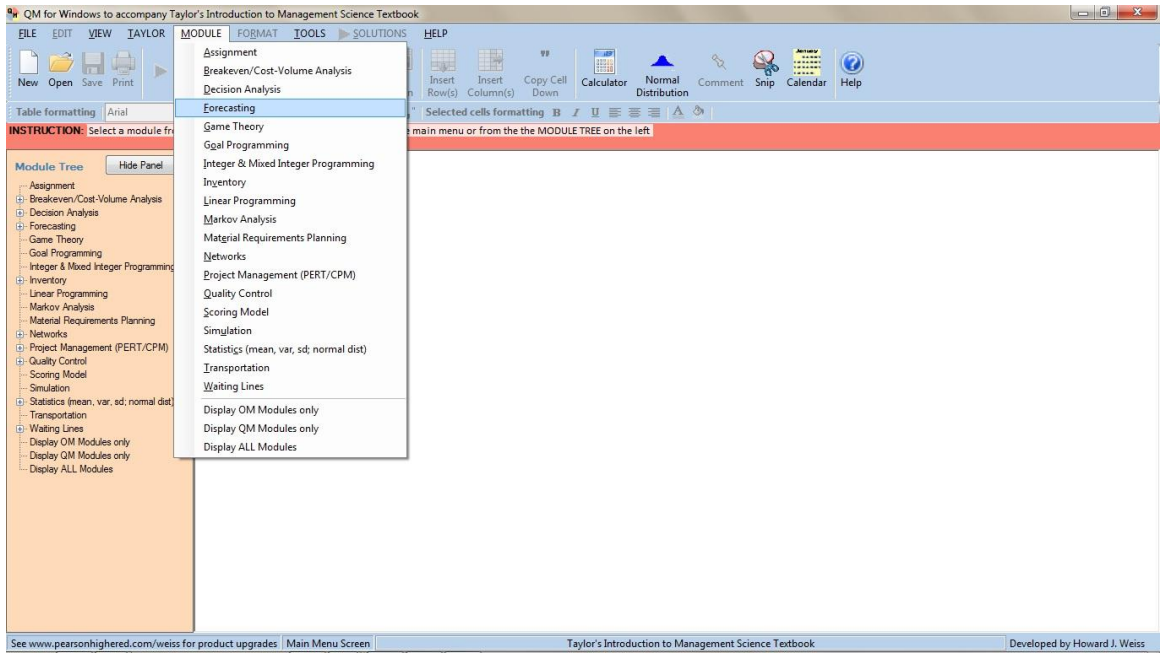 QM for Windows to accompany Taylor's Introduction to Management Science Textbook
FILE EDIT VIEW TAYLOR MODULE FORMAT TOOLS SOLUTIONS HELP
New Open Save Print
Insert Row(s)
Insert Column(s)
Copy Cell Down
Calculator
Normal Distribution
Comment
Snip
Calendar
Help
Table formatting Arial
Selected cells formatting B I U A
INSTRUCTION: Select a module fr
main menu or from the the MODULE TREE on the left
Assignment
Breakeven/Cost-Volume Analysis
Decision Analysis
Forecasting
Game Theory
Goal Programming
Integer & Mixed Integer Programming
Inventory
Linear Programming
Markov Analysis
Material Requirements Planning
Networks
Project Management (PERT/CPM)
Quality Control
Scoring Model
Simulation
Statistics (mean, var, sd; normal dist)
Transportation
Waiting Lines
Display OM Modules only
Display QM Modules only
Display ALL Modules
Module Tree Hide Panel
Assignment
Breakeven/Cost-Volume Analysis
Decision Analysis
Forecasting
Game Theory
Goal Programming
Integer & Mixed Integer Programming
Inventory
Linear Programming
Markov Analysis
Material Requirements Planning
Networks
Project Management (PERT/CPM)
Quality Control
Scoring Model
Simulation
Statistics (mean, var, sd; normal dist)
Transportation
Waiting Lines
Display OM Modules only
Display QM Modules only
Display ALL Modules
See www.pearsonhighered.com/weiss for product upgrades Main Menu Screen Taylor's Introduction to Management Science Textbook Developed by Howard J. Weiss